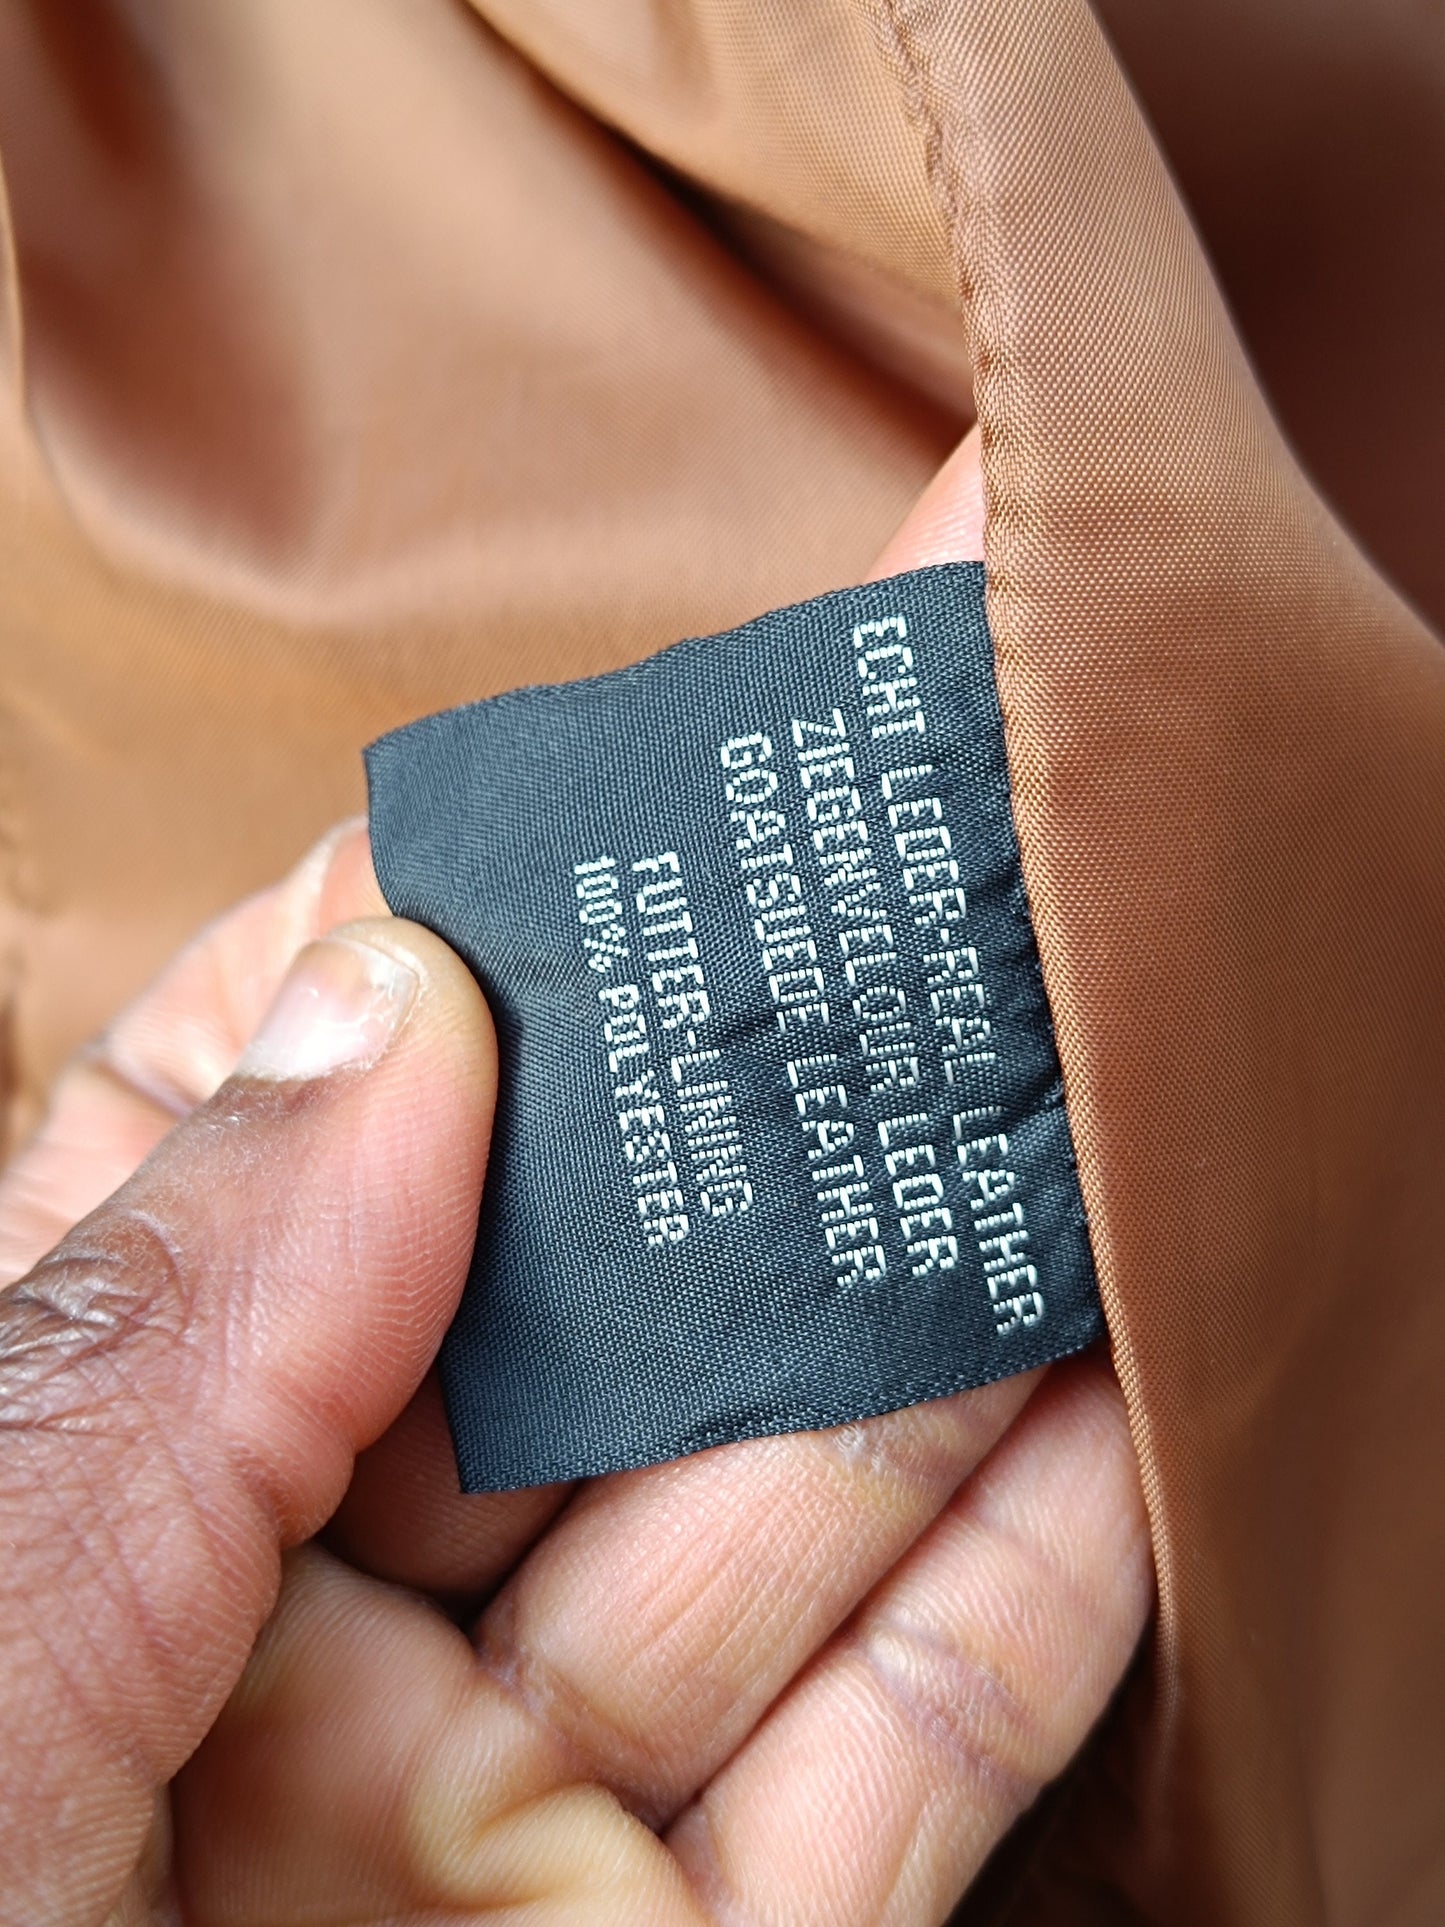 ECHT LEDER-REAL LEATHER
ZIEGENVELOUR LEDER
GOATSUEDE LEATHER
FUTTER-LINING
100% POLYESTER